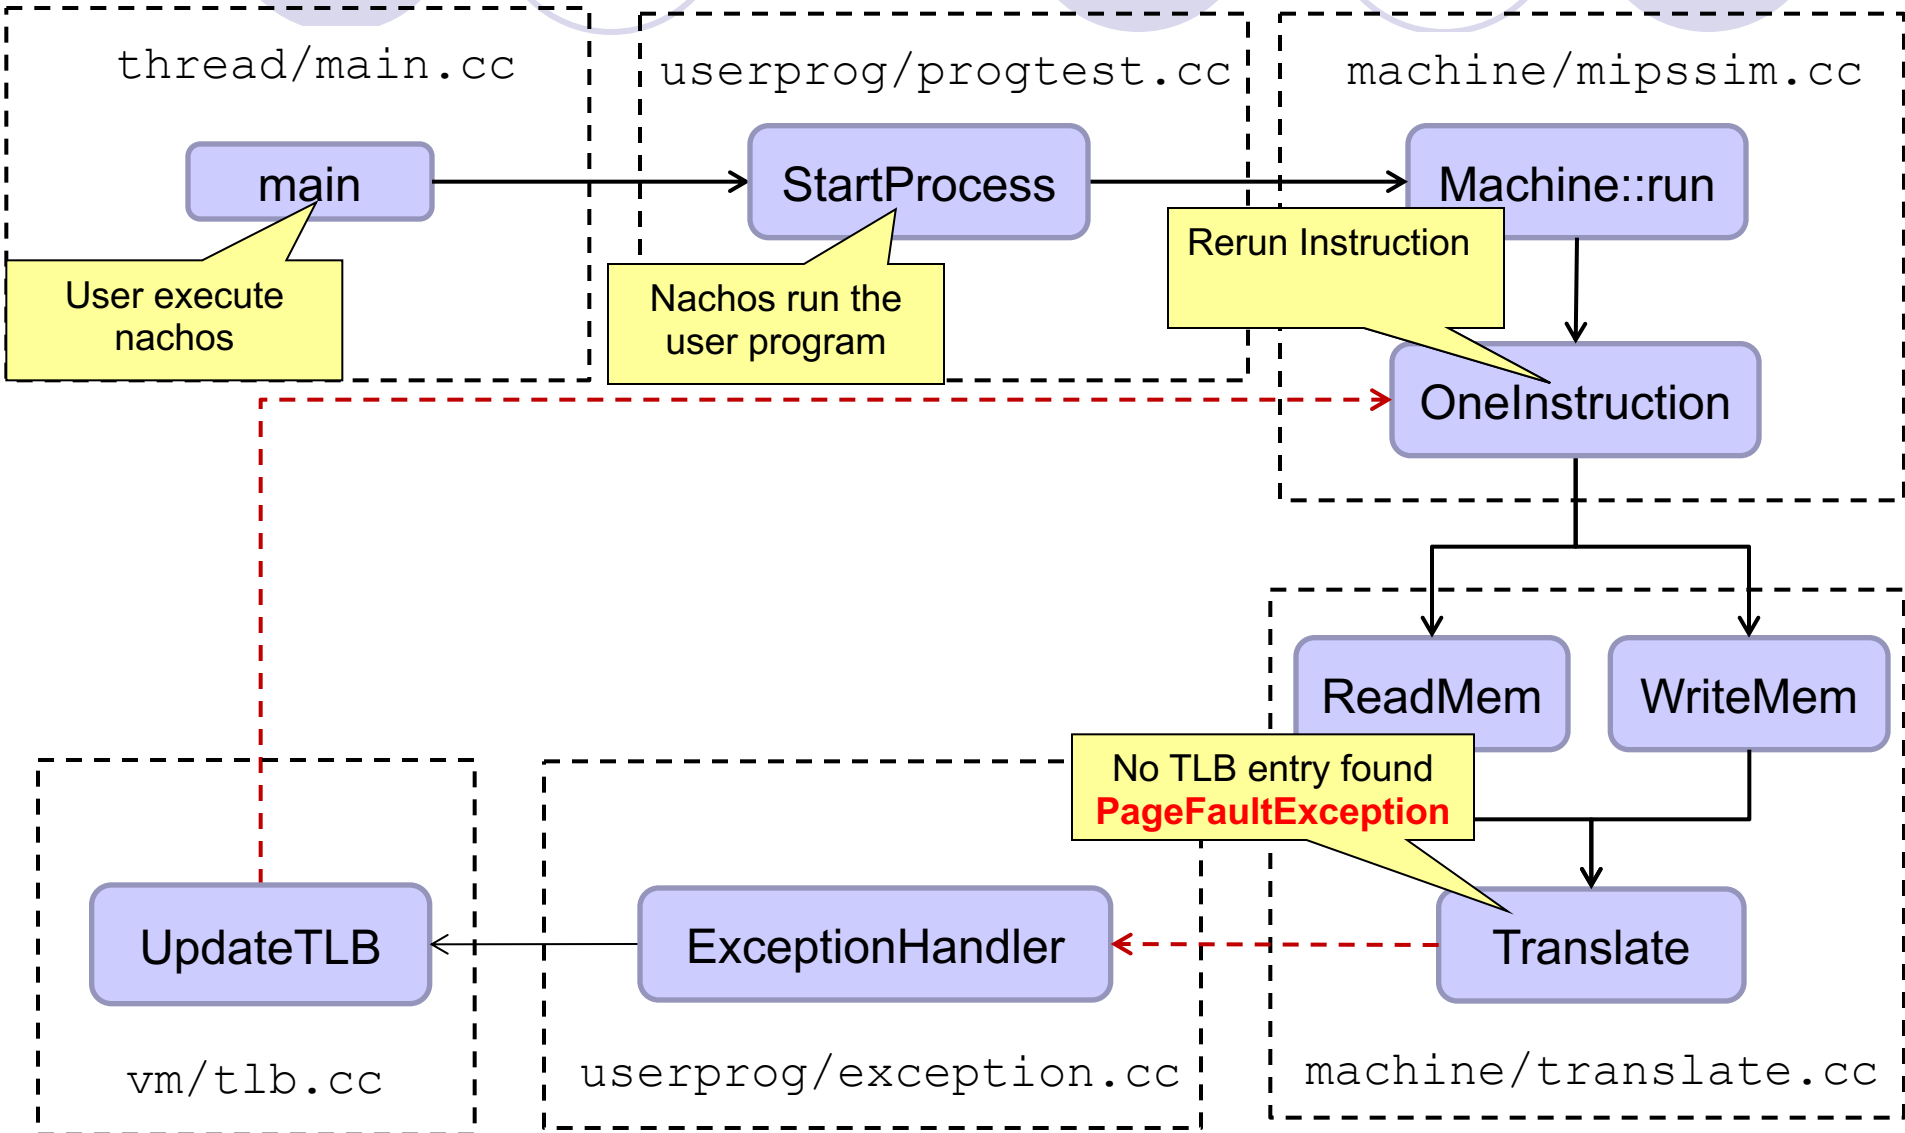 thread/main.cc
userprog/progtest.cc
machine/mipssim.cc
main
StartProcess
Machine::run
User execute
nachos
Nachos run the
user program
Rerun Instruction
OneInstruction
ReadMem
WriteMem
No TLB entry found
PageFaultException
UpdateTLB
ExceptionHandler
Translate
vm/tlb.cc
userprog/exception.cc
machine/translate.cc